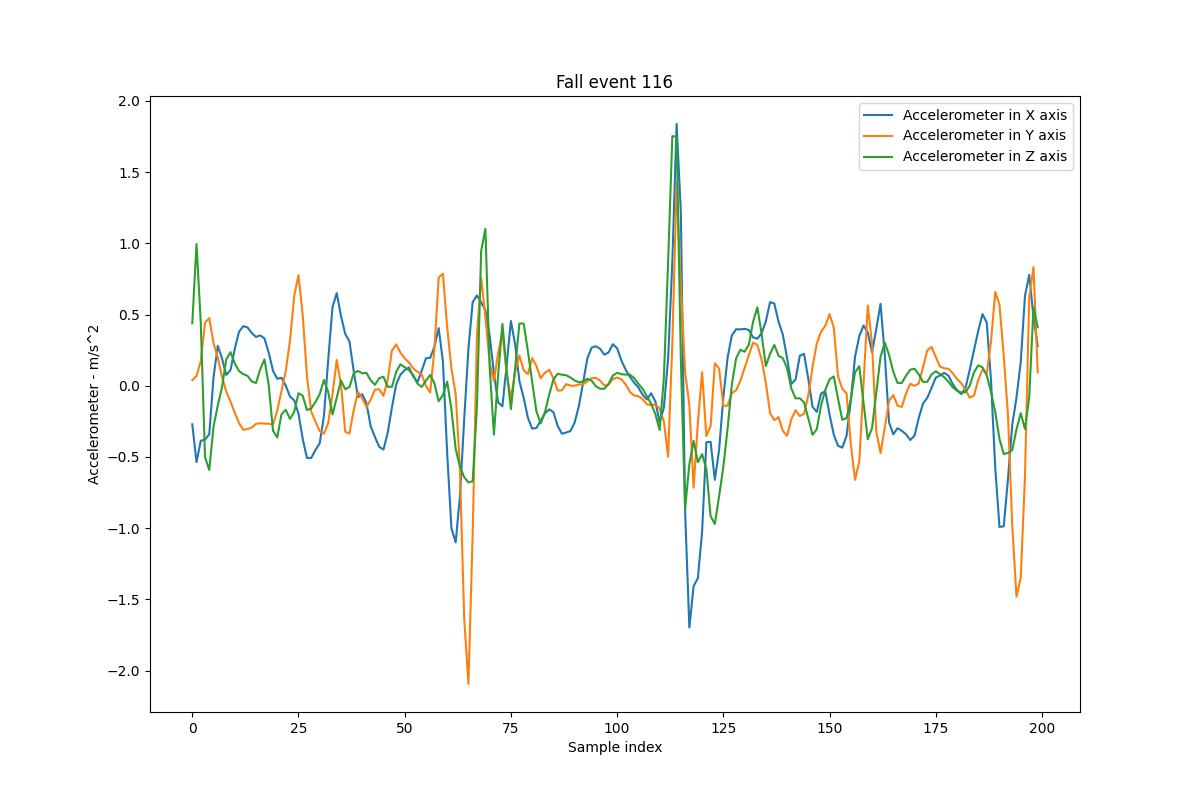 Fall event 116
Accelerometer in X axis
Accelerometer in Y axis
Accelerometer in Z axis
2.0
1.5
1.0
0.5
0.0
−0.5
−1.0
−1.5
−2.0
Accelerometer - m/s^2
0 25 50 75 100 125 150 175 200
Sample index